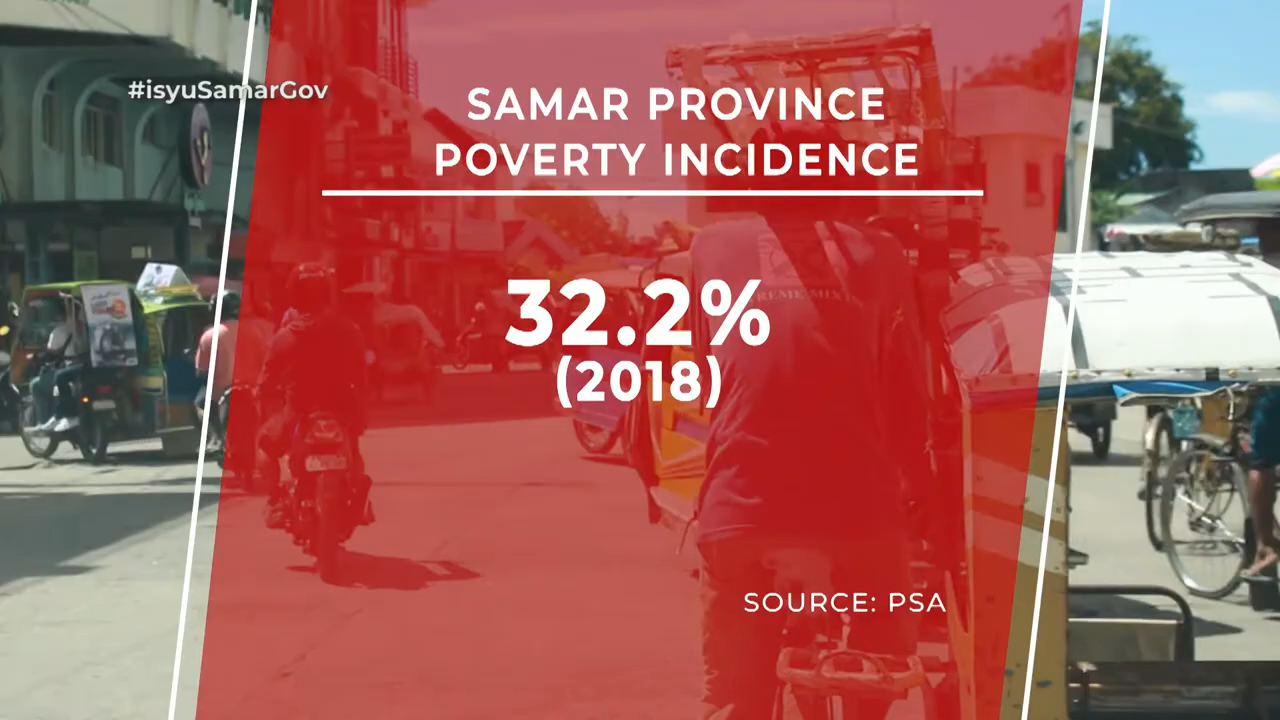 #isyuSamarGov
SAMAR PROVINCE
POVERTY INCIDENCE
32.2%
(2018)
SOURCE: PSA